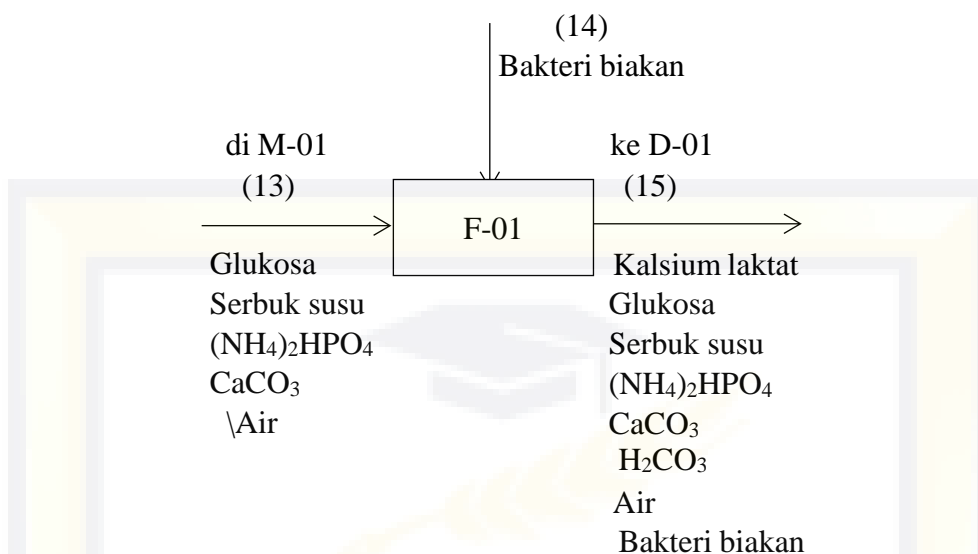 (14)
Bakteri biakan
di M-01
(13)
ke D-01
(15)
F-01
Glukosa
Serbuk susu
(NH₄)₂HPO₄
CaCO₃
\Air
Kalsium laktat
Glukosa
Serbuk susu
(NH₄)₂HPO₄
CaCO₃
H₂CO₃
Air
Bakteri biakan